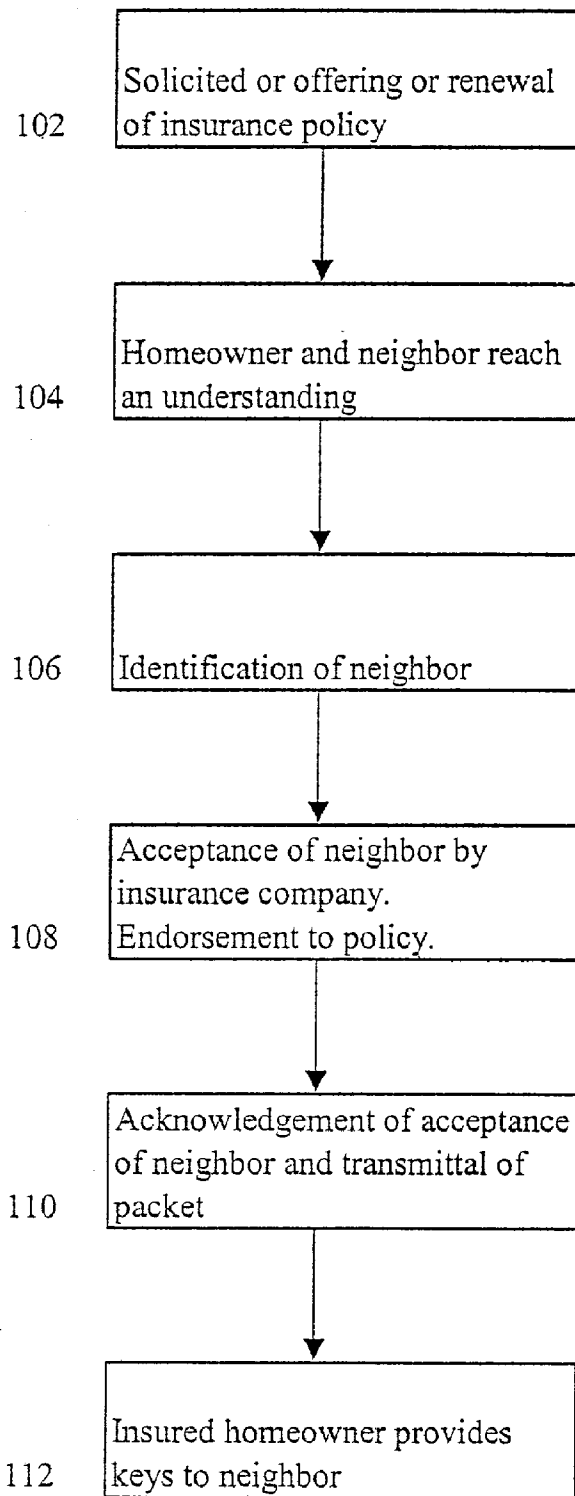 Solicited or offering or renewal
102 of insurance policy
Homeowner and neighbor reach
104 an understanding
106 Identification of neighbor
Acceptance of neighbor by
insurance company.
108 Endorsement to policy.
Acknowledgement of acceptance
of neighbor and transmittal of
110 packet
Insured homeowner provides
112 keys to neighbor